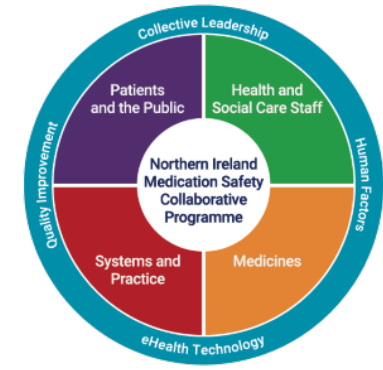 Collective Leadership
Patients
and the Public
Health and
Social Care Staff
Quality Improvement
Northern Ireland
Medication Safety
Collaborative
Programme
Human Factors
Systems and
Practice
Medicines
eHealth Technology